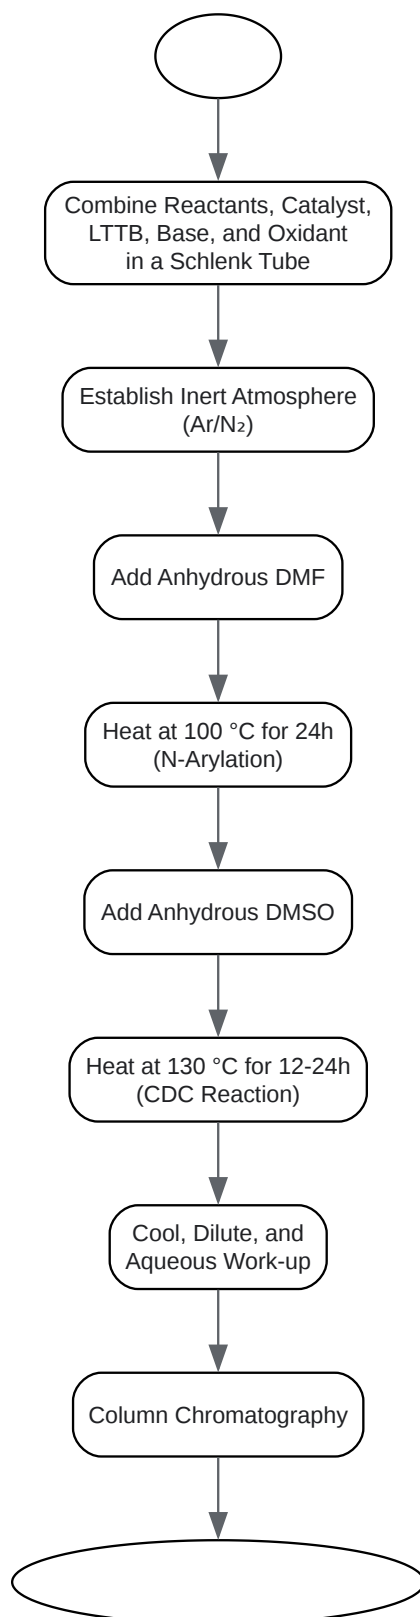 Combine Reactants, Catalyst,
LTTB, Base, and Oxidant
in a Schlenk Tube
Establish Inert Atmosphere
(Ar/N₂)
Add Anhydrous DMF
Heat at 100 °C for 24h
(N-Arylation)
Add Anhydrous DMSO
Heat at 130 °C for 12-24h
(CDC Reaction)
Cool, Dilute, and
Aqueous Work-up
Column Chromatography